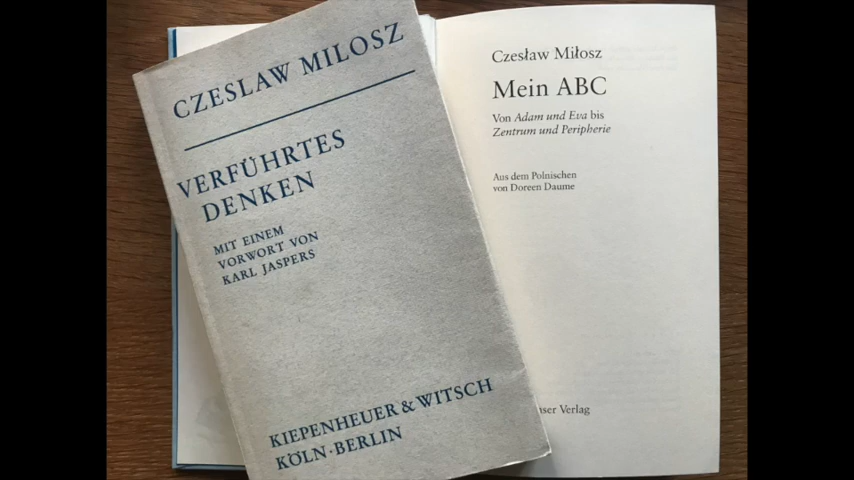 CZESLAW MILOSZ
VERFÜHRTES
DENKEN
MIT EINEM
VORWORT VON
KARL JASPERS
KIEPENHEUER & WITSCH
KÖLN·BERLIN
Czesław Miłosz
Mein ABC
Von Adam und Eva bis
Zentrum und Peripherie
Aus dem Polnischen
von Doreen Daume
Verlag